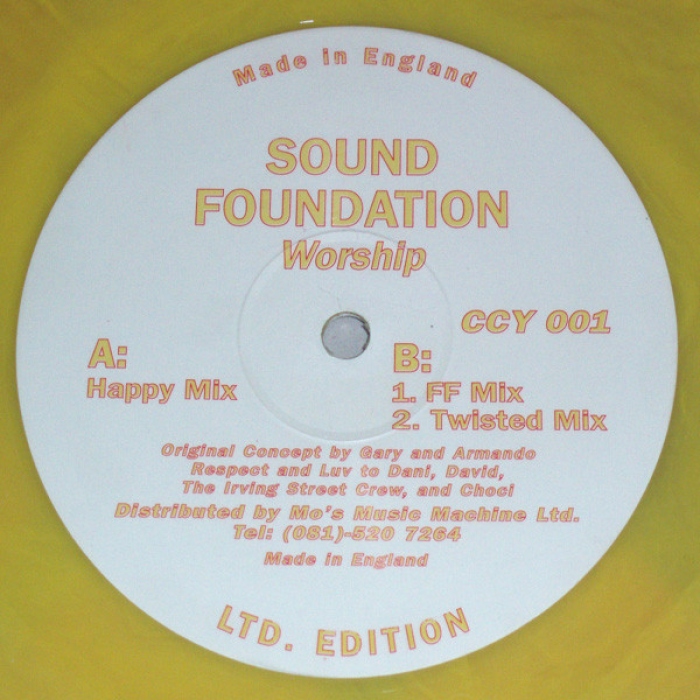 Made in England
SOUND
FOUNDATION
Worship
CCY 001
A:
Happy Mix
B:
1. FF Mix
2. Twisted Mix
Original Concept by Gary and Armando
Respect and Luv to Dani, David,
The Irving Street Crew, and Choci
Distributed by Mo's Music Machine Ltd.
Tel: (081)-520 7264
Made in England
LTD. EDITION